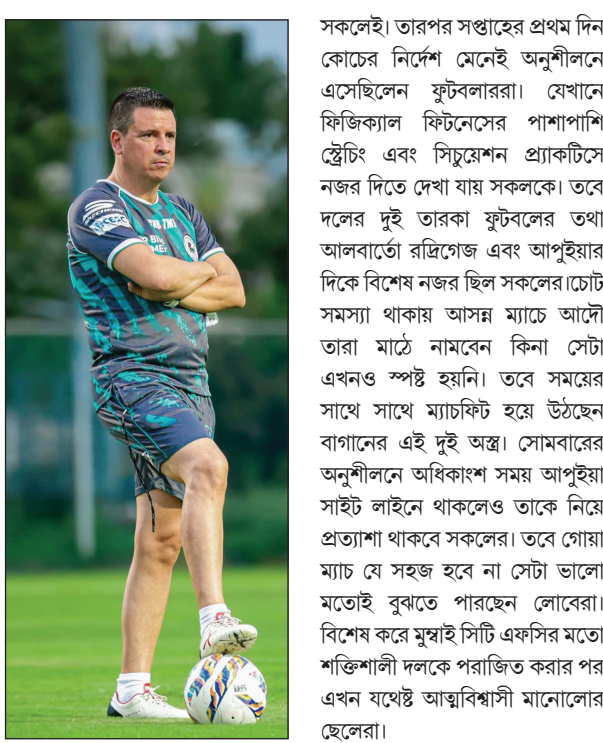 সকলেই। তারপর সপ্তাহের প্রথম দিন
কোচের নির্দেশ মেনেই অনুশীলনে
এসেছিলেন ফুটবলাররা। যেখানে
ফিজিক্যাল ফিটনেসের পাশাপাশি
স্ট্রেচিং এবং সিচুয়েশন প্র্যাকটিসে
নজর দিতে দেখা যায় সকলকে। তবে
দলের দুই তারকা ফুটবলের তথা
আলবার্তো রদ্রিগেজ এবং আপুইয়ার
দিকে বিশেষ নজর ছিল সকলের।চোট
সমস্যা থাকায় আসন্ন ম্যাচে আদৌ
তারা মাঠে নামবেন কিনা সেটা
এখনও স্পষ্ট হয়নি। তবে সময়ের
সাথে সাথে ম্যাচফিট হয়ে উঠছেন
বাগানের এই দুই অস্ত্র। সোমবারের
অনুশীলনে অধিকাংশ সময় আপুইয়া
সাইট লাইনে থাকলেও তাকে নিয়ে
প্রত্যাশা থাকবে সকলের। তবে গোয়া
ম্যাচ যে সহজ হবে না সেটা ভালো
মতোই বুঝতে পারছেন লোবেরা।
বিশেষ করে মুম্বাই সিটি এফসির মতো
শক্তিশালী দলকে পরাজিত করার পর
এখন যথেষ্ট আত্মবিশ্বাসী মানোলোর
ছেলেরা।
SKECHERS